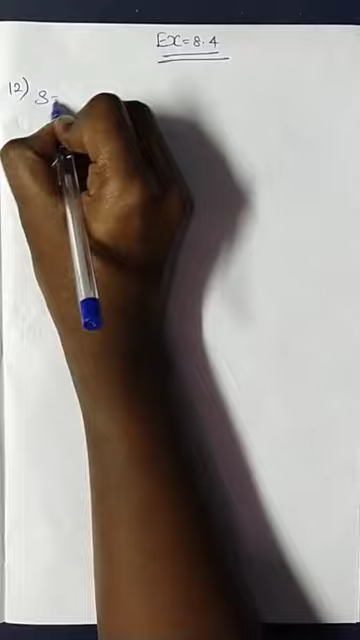 EX = 8.4
12) S=